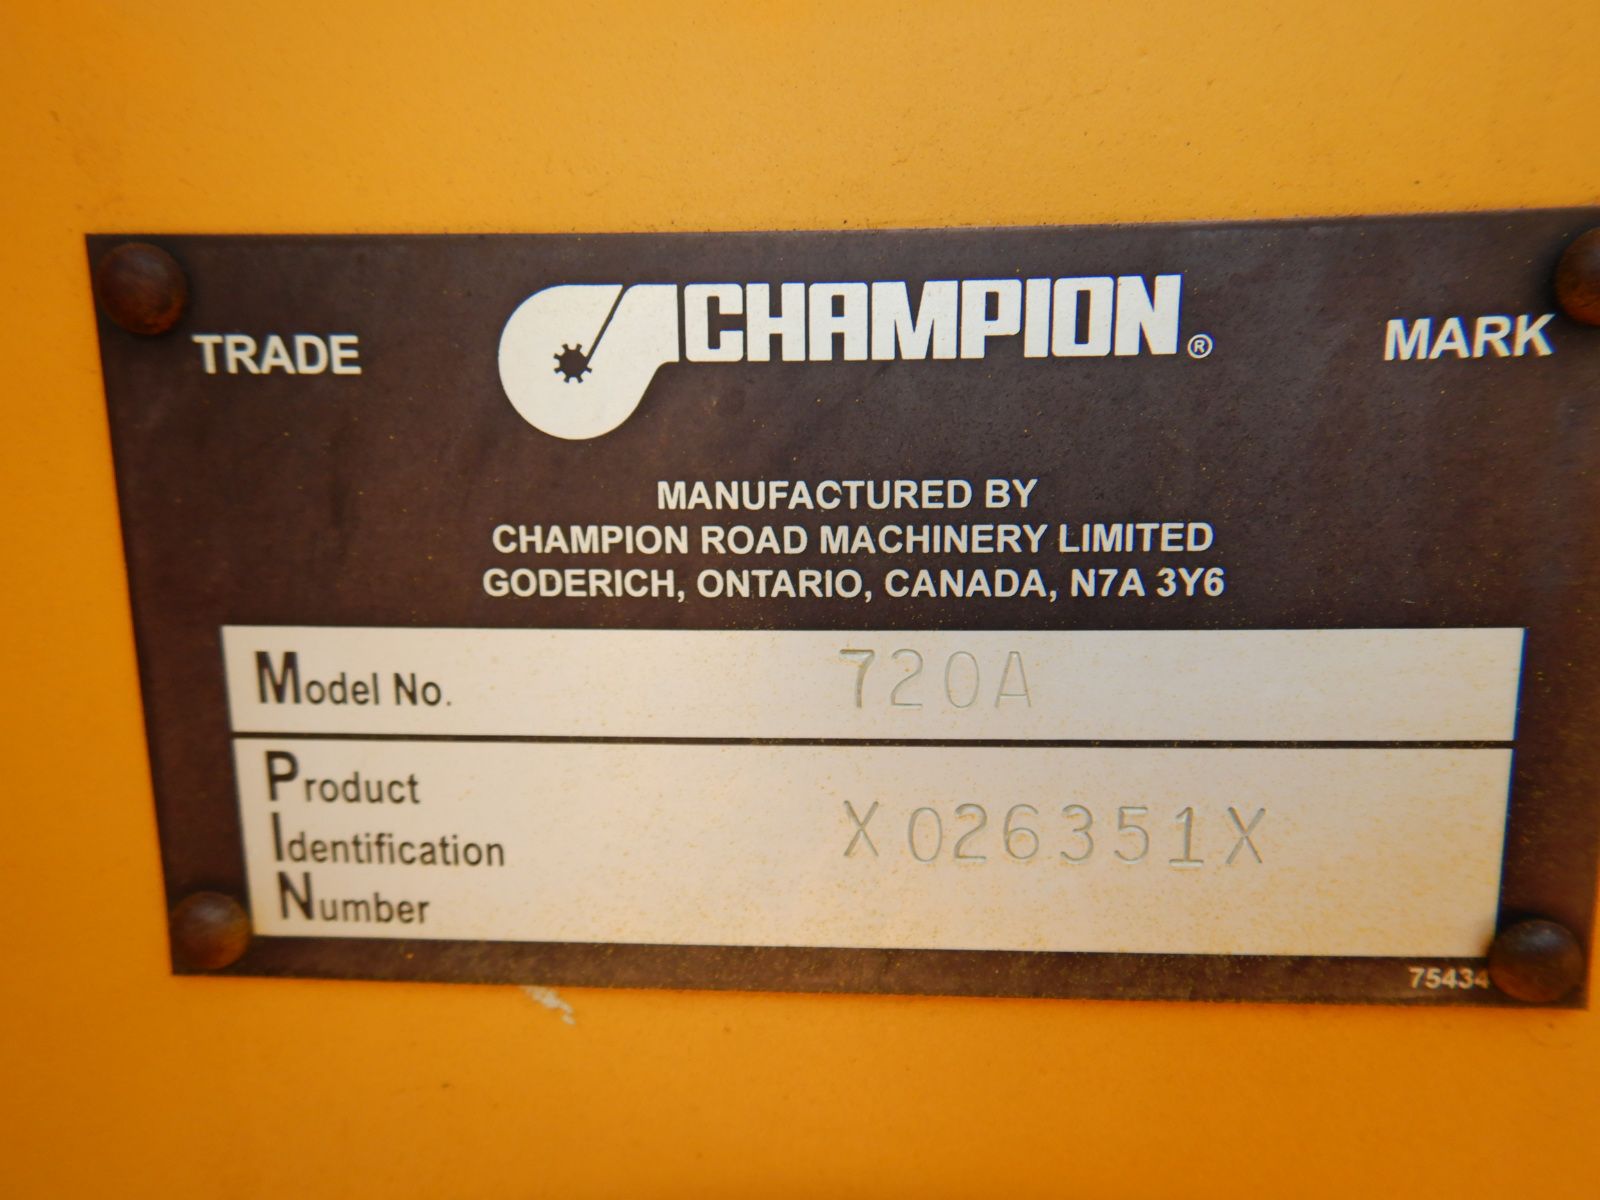 TRADE CHAMPION® MARK
MANUFACTURED BY
CHAMPION ROAD MACHINERY LIMITED
GODERICH, ONTARIO, CANADA, N7A 3Y6
Model No. 720A
Product
Identification X026351X
Number
75434